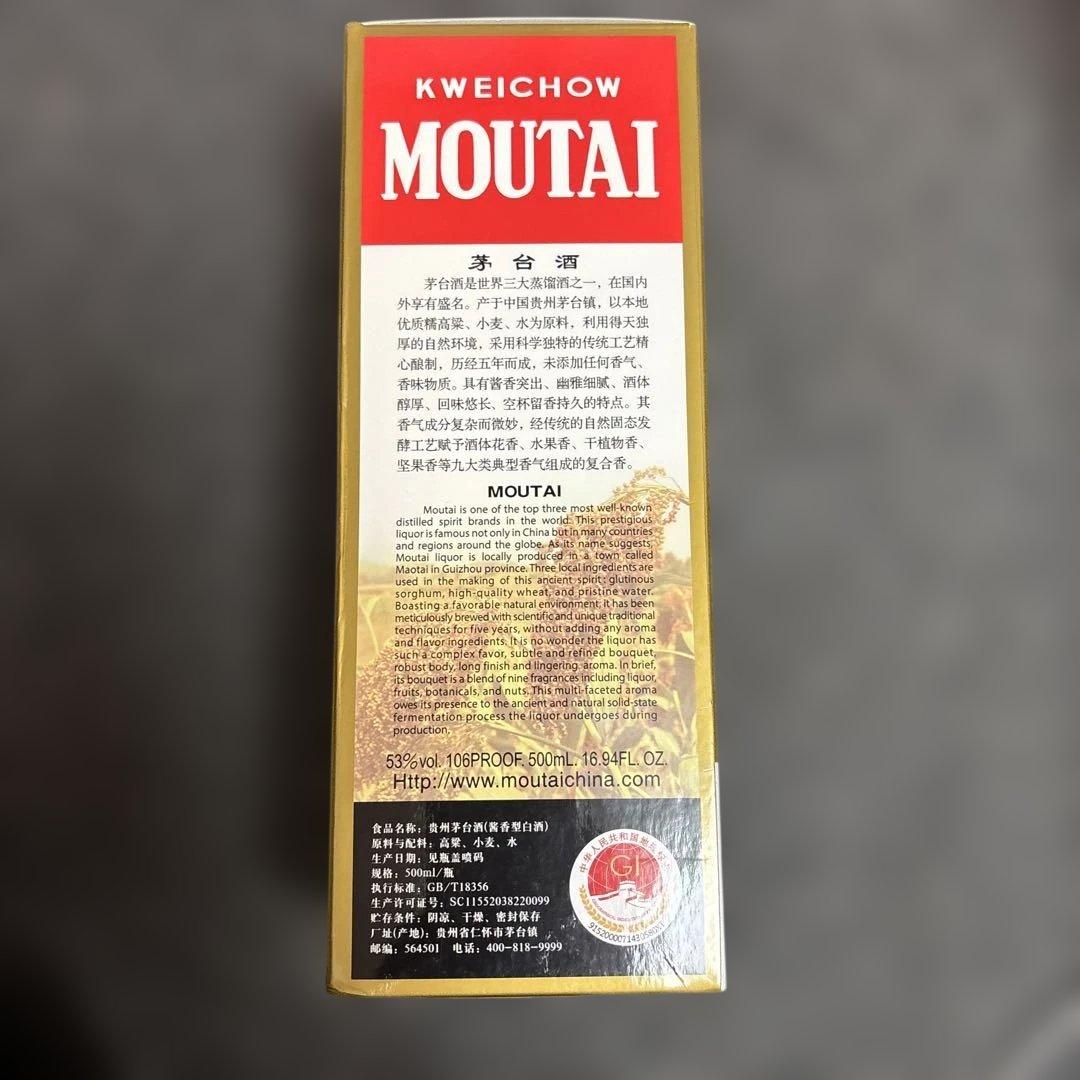 KWEICHOW
MOUTAI
茅台酒
茅台酒是世界三大蒸馏酒之一，在国内
外享有盛名。产于中国贵州茅台镇，以本地
优质糯高粱、小麦、水为原料，利用得天独
厚的自然环境，采用科学独特的传统工艺精
心酿制，历经五年而成，未添加任何香气、
香味物质。具有酱香突出、幽雅细腻、酒体
醇厚、回味悠长、空杯留香持久的特点。其
香气成分复杂而微妙，经传统的自然固态发
酵工艺赋予酒体花香、水果香、干植物香、
坚果香等九大类典型香气组成的复合香。
MOUTAI
Moutai is one of the top three most well-known
distilled spirit brands in the world. This prestigious
liquor is famous not only in China but in many countries
and regions around the globe. As its name suggests,
Moutai liquor is locally produced in a town called
Maotai in Guizhou province. Three local ingredients are
used in the making of this ancient spirit: glutinous
sorghum, high-quality wheat, and pristine water.
Boasting a favorable natural environment, it has been
meticulously brewed with scientific and unique traditional
techniques for five years, without adding any aroma
and flavor ingredients. It is no wonder the liquor has
such a complex favor, subtle and refined bouquet,
robust body, long finish and lingering aroma. In brief,
its bouquet is a blend of nine fragrances including liquor,
fruits, botanicals, and nuts. This multi-faceted aroma
owes its presence to the ancient and natural solid-state
fermentation process the liquor undergoes during
production.
53%vol. 106PROOF. 500mL. 16.94FL. OZ.
Http://www.moutaichina.com
食品名称：贵州茅台酒(酱香型白酒)
原料与配料：高粱、小麦、水
生产日期：见瓶盖喷码
规格：500ml/瓶
执行标准：GB/T18356
生产许可证号：SC11552038220099
贮存条件：阴凉、干燥、密封保存
厂址(产地)：贵州省仁怀市茅台镇
邮编：564501 电话：400-818-9999
中华人民共和国地
GI